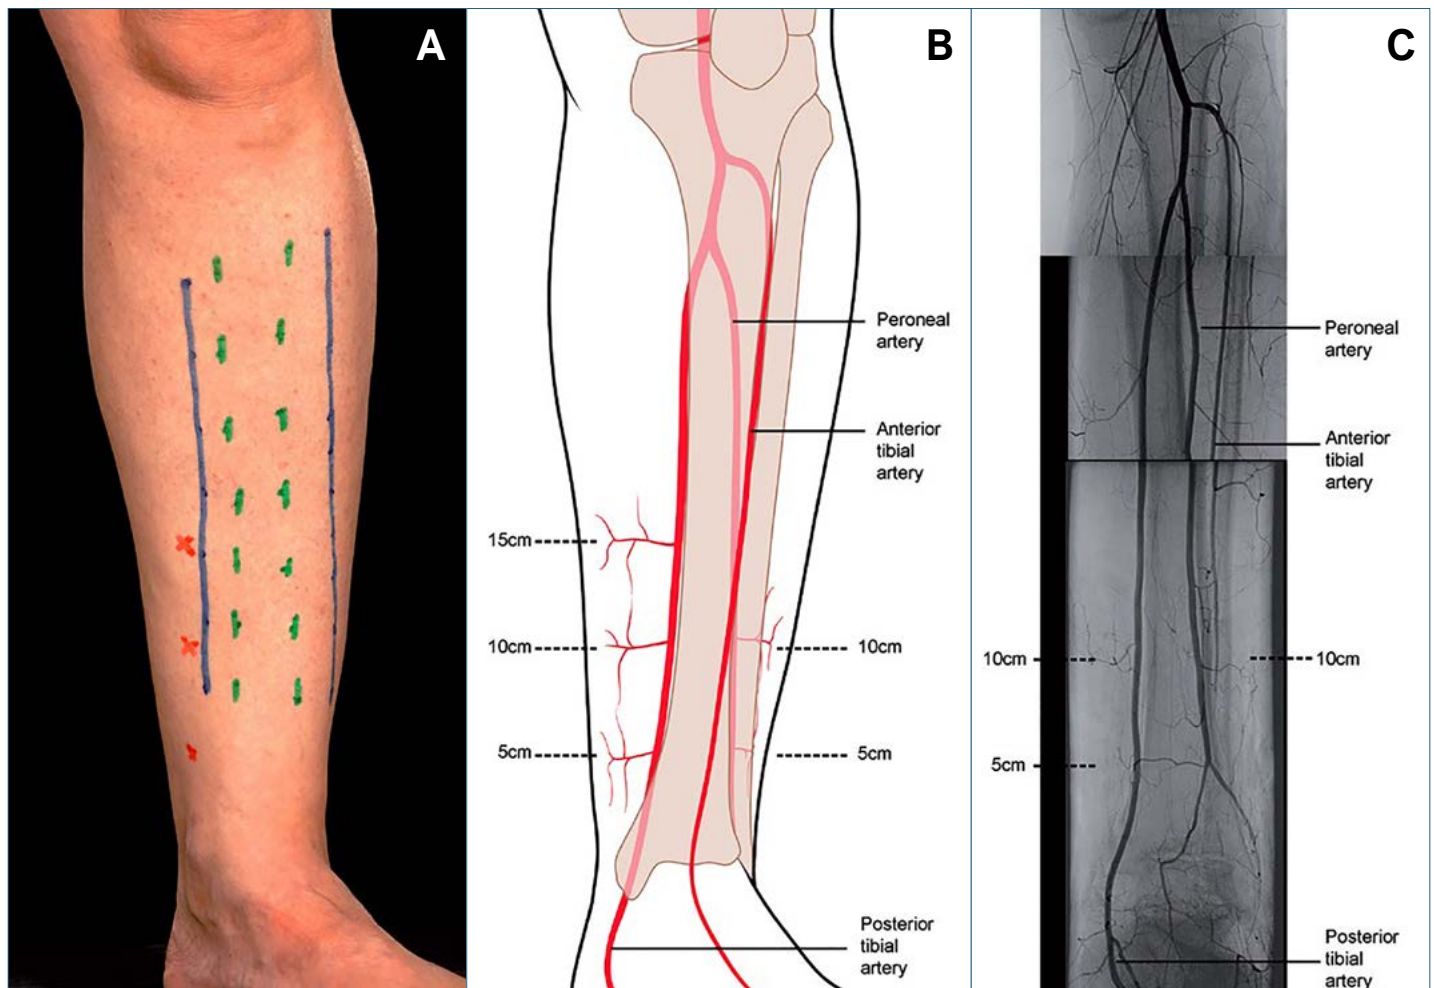 A
B
Peroneal
artery
Anterior
tibial
artery
15cm
10cm
10cm
5cm
5cm
Posterior
tibial
artery
C
Peroneal
artery
Anterior
tibial
artery
10cm
10cm
5cm
Posterior
tibial
artery